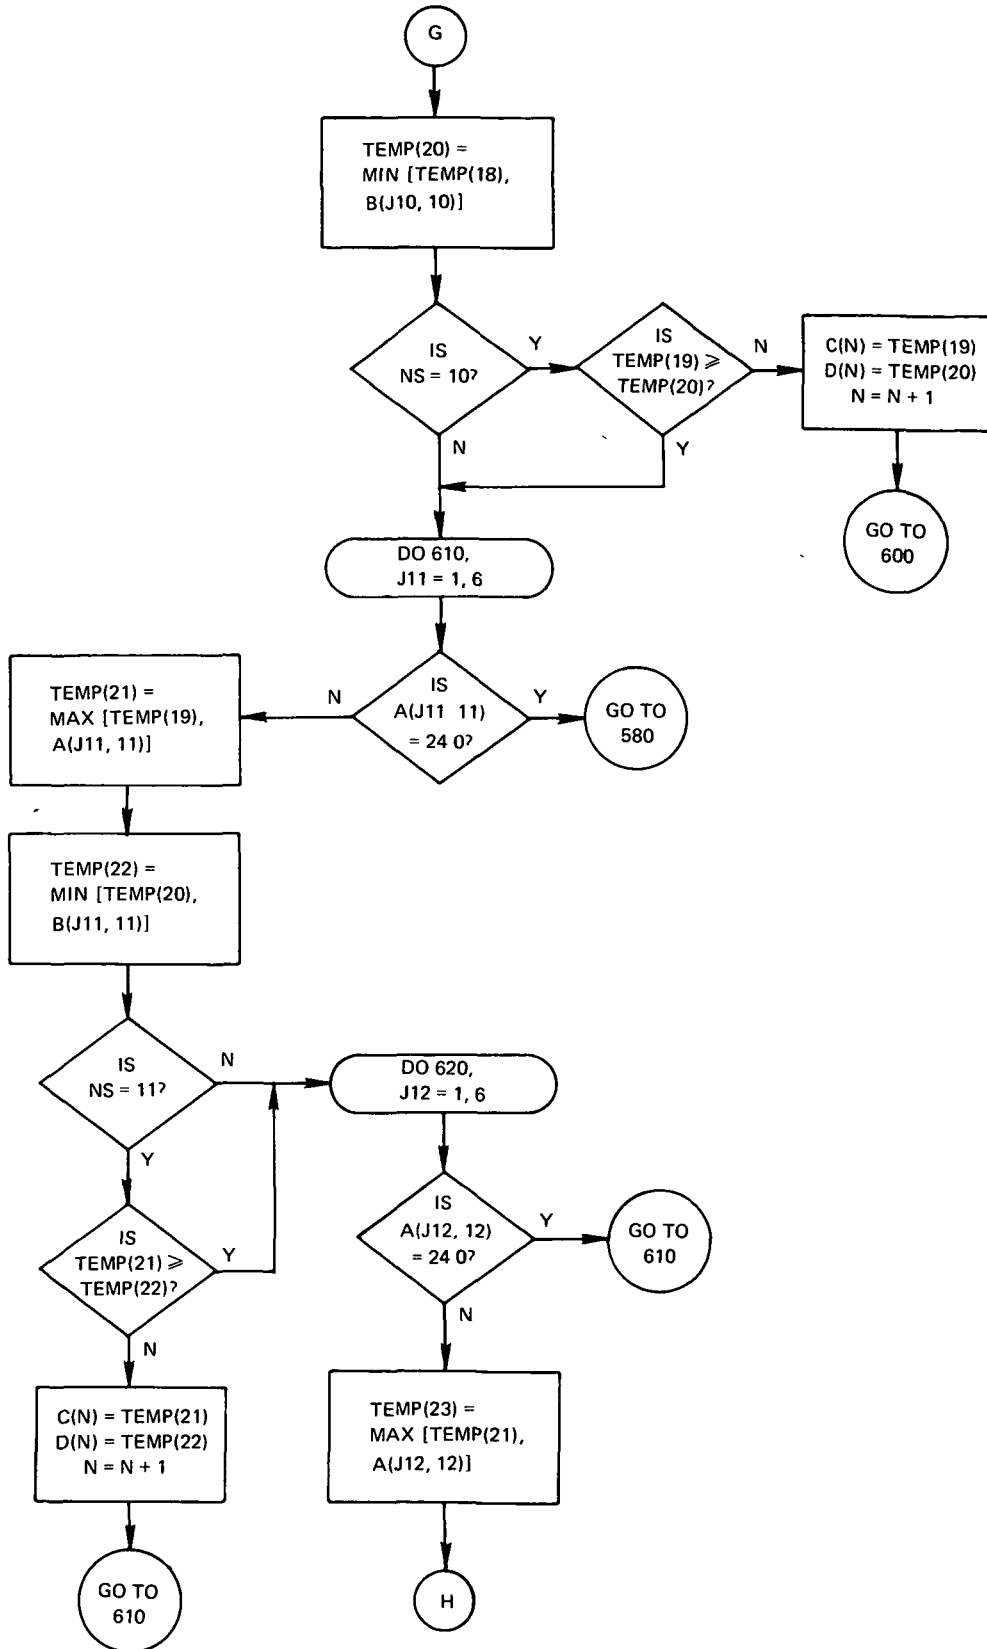 G
TEMP(20) =
MIN [TEMP(18),
B(J10, 10)]
IS
NS = 10?
Y
N
IS
TEMP(19) ⩾
TEMP(20)?
N
Y
C(N) = TEMP(19)
D(N) = TEMP(20)
N = N + 1
GO TO
600
DO 610,
J11 = 1, 6
IS
A(J11 11)
= 24 0?
N
Y
GO TO
580
TEMP(21) =
MAX [TEMP(19),
A(J11, 11)]
TEMP(22) =
MIN [TEMP(20),
B(J11, 11)]
IS
NS = 11?
N
Y
IS
TEMP(21) ⩾
TEMP(22)?
Y
N
C(N) = TEMP(21)
D(N) = TEMP(22)
N = N + 1
GO TO
610
DO 620,
J12 = 1, 6
IS
A(J12, 12)
= 24 0?
Y
N
GO TO
610
TEMP(23) =
MAX [TEMP(21),
A(J12, 12)]
H